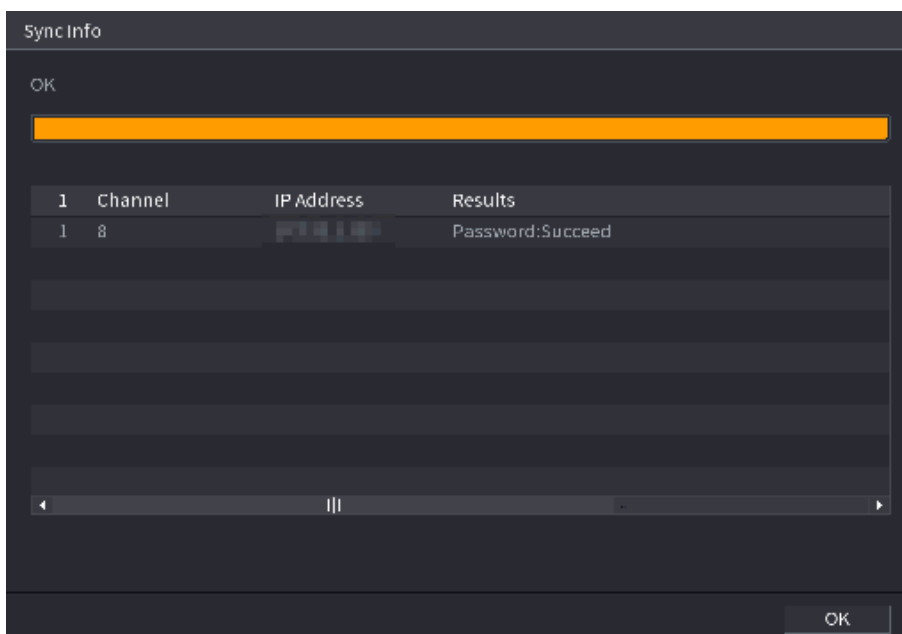 Sync Info
OK
1 Channel IP Address Results
1 8 Password:Succeed
OK